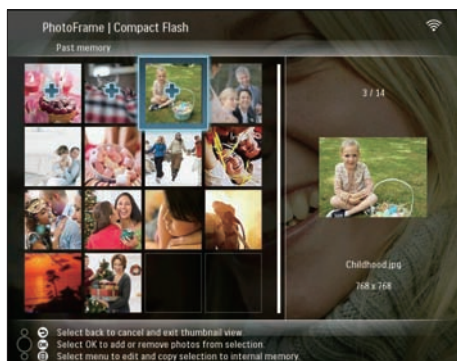 PhotoFrame | Compact Flash
Past memory
3 / 14
Childhood.jpg
768 x 768
Select back to cancel and exit thumbnail view.
OK Select OK to add or remove photos from selection.
Select menu to edit and copy selection to internal memory.